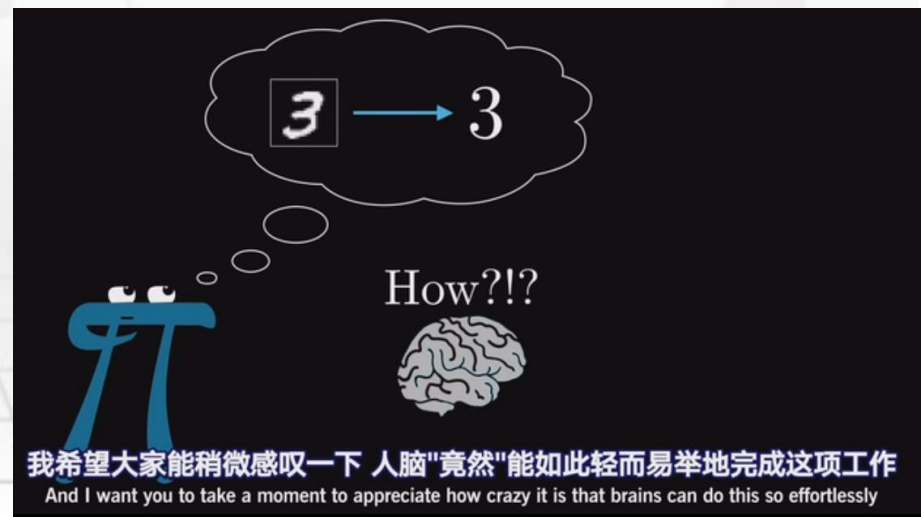 3 3
How?!?
我希望大家能稍微感叹一下 人脑"竟然"能如此轻而易举地完成这项工作
And I want you to take a moment to appreciate how crazy it is that brains can do this so effortlessly